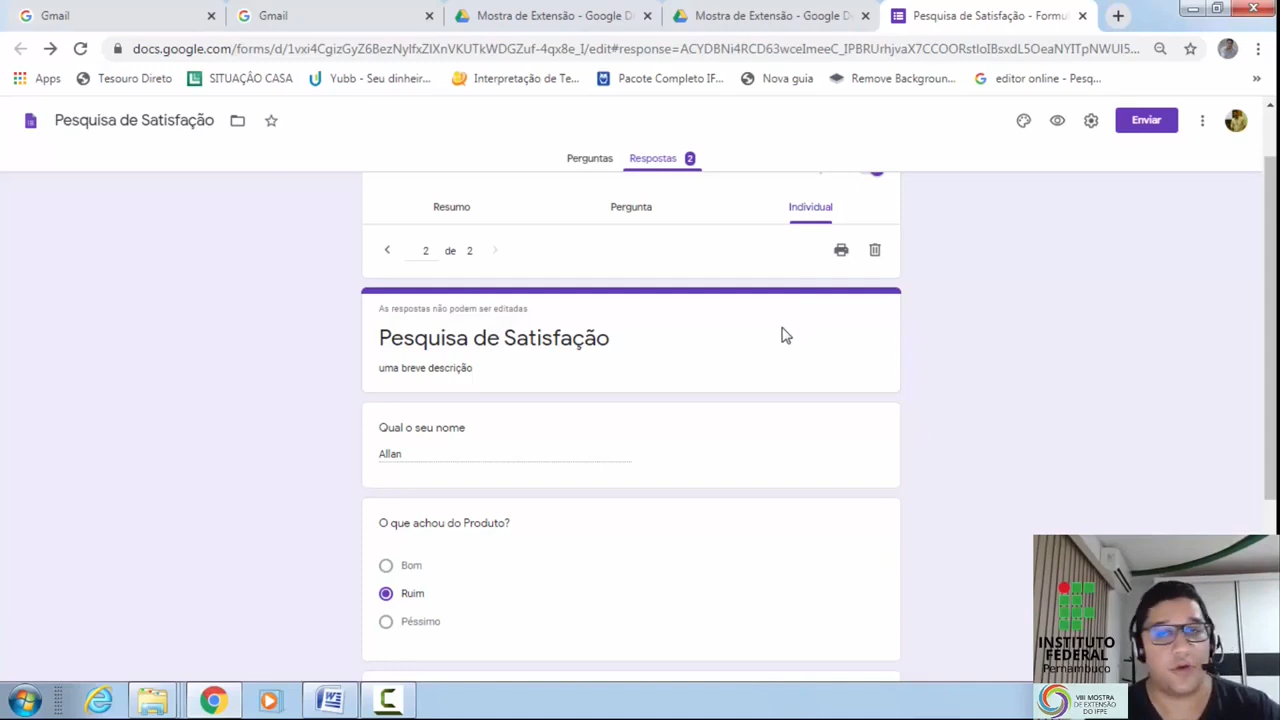 Gmail
Gmail
Mostra de Extensão - Google D
Mostra de Extensão - Google D
Pesquisa de Satisfação - Formu
docs.google.com/forms/d/1vxi4CgizGyZ6BezNyIfxZIXnVKUTkWDGZuf-4qx8e_I/edit#response=ACYDBNi4RCD63wceImeeC_IPBRUrhjvaX7CCOORstloIBsxdL5OeaNYITpNWUI5...
Apps
Tesouro Direto
SITUAÇÃO CASA
Yubb - Seu dinheir...
Interpretação de Te...
Pacote Completo IF...
Nova guia
Remove Backgroun...
editor online - Pesq...
»
Pesquisa de Satisfação
Enviar
Perguntas
Respostas 2
Resumo
Pergunta
Individual
2 de 2
As respostas não podem ser editadas
Pesquisa de Satisfação
uma breve descrição
Qual o seu nome
Allan
O que achou do Produto?
Bom
Ruim
Péssimo
INSTITUTO
FEDERAL
Pernambuco
VIII MOSTRA
DE EXTENSÃO
DO IFPE